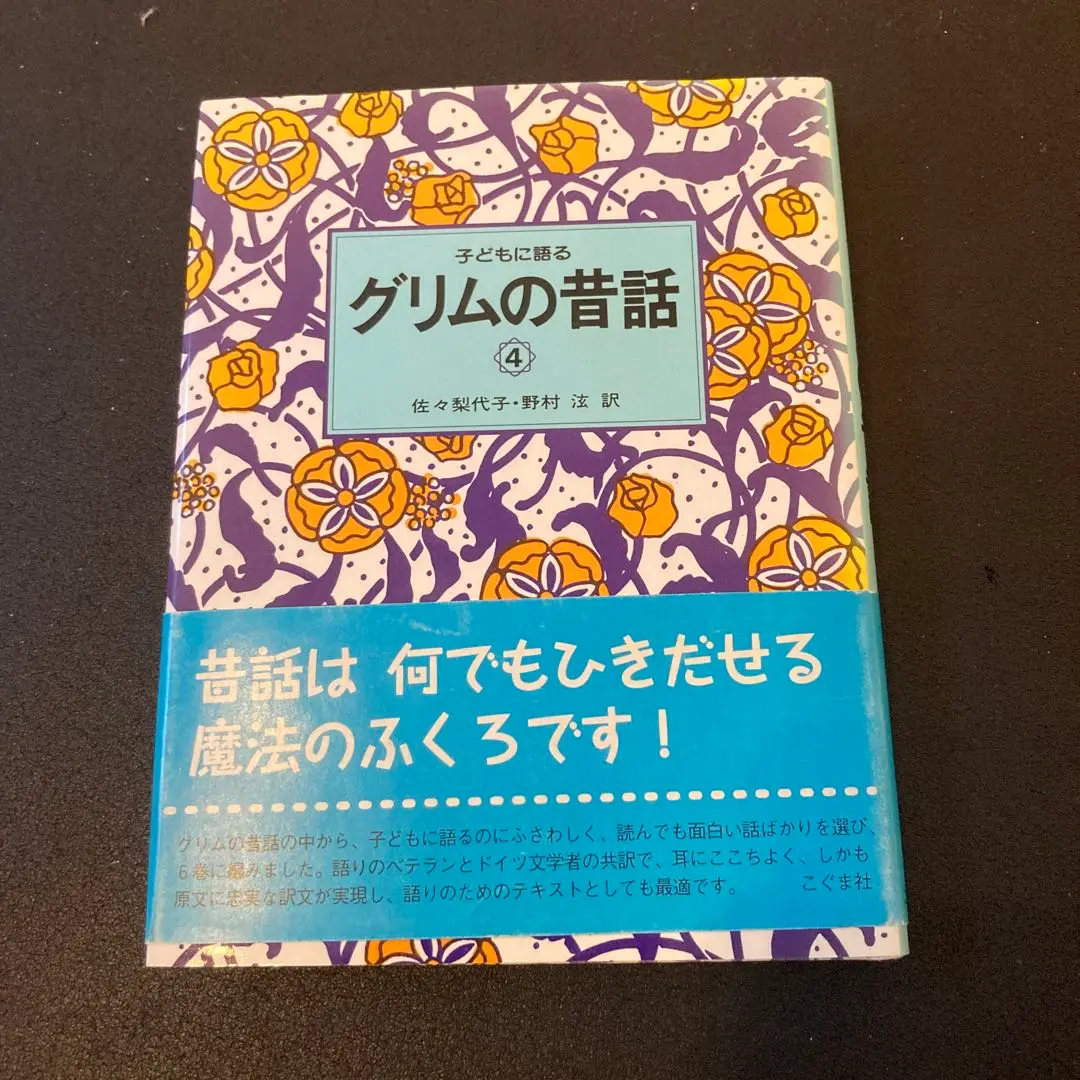 子どもに語る
グリムの昔話
4
佐々梨代子・野村 泫 訳
昔話は 何でもひきだせる
魔法のふくろです!
グリムの昔話の中から、子どもに語るのにふさわしく、読んでも面白い話ばかりを選び、
6巻に編みました。語りのベテランとドイツ文学者の共訳で、耳にここちよく、しかも
原文に忠実な訳文が実現し、語りのためのテキストとしても最適です。 こぐま社